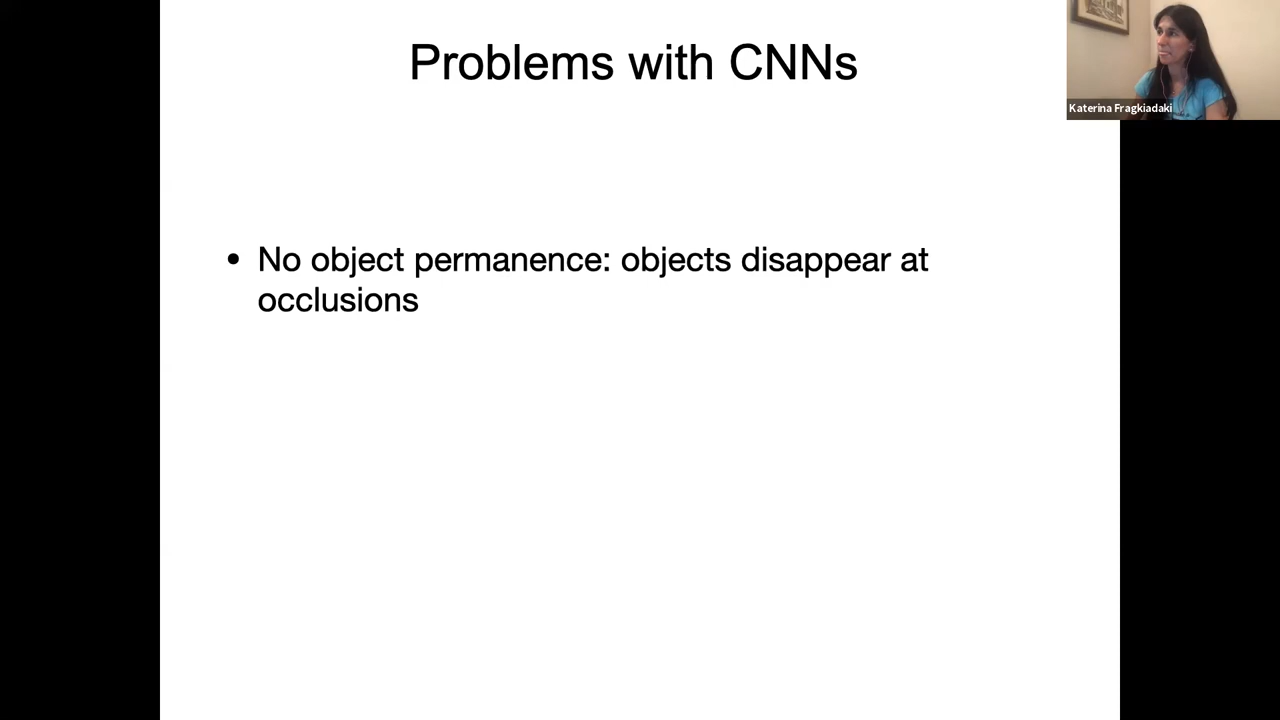 Problems with CNNs
Katerina Fragkiadaki
• No object permanence: objects disappear at
occlusions